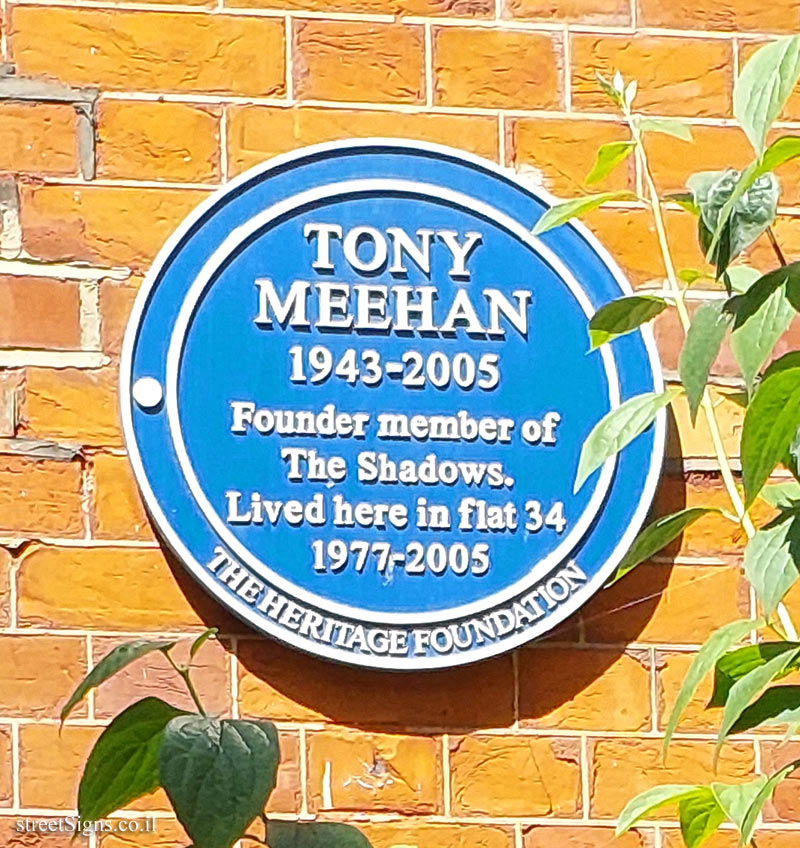 TONY
MEEHAN
1943-2005
Founder member of
The Shadows.
Lived here in flat 34
1977-2005
THE HERITAGE FOUNDATION
streetSigns.co.il